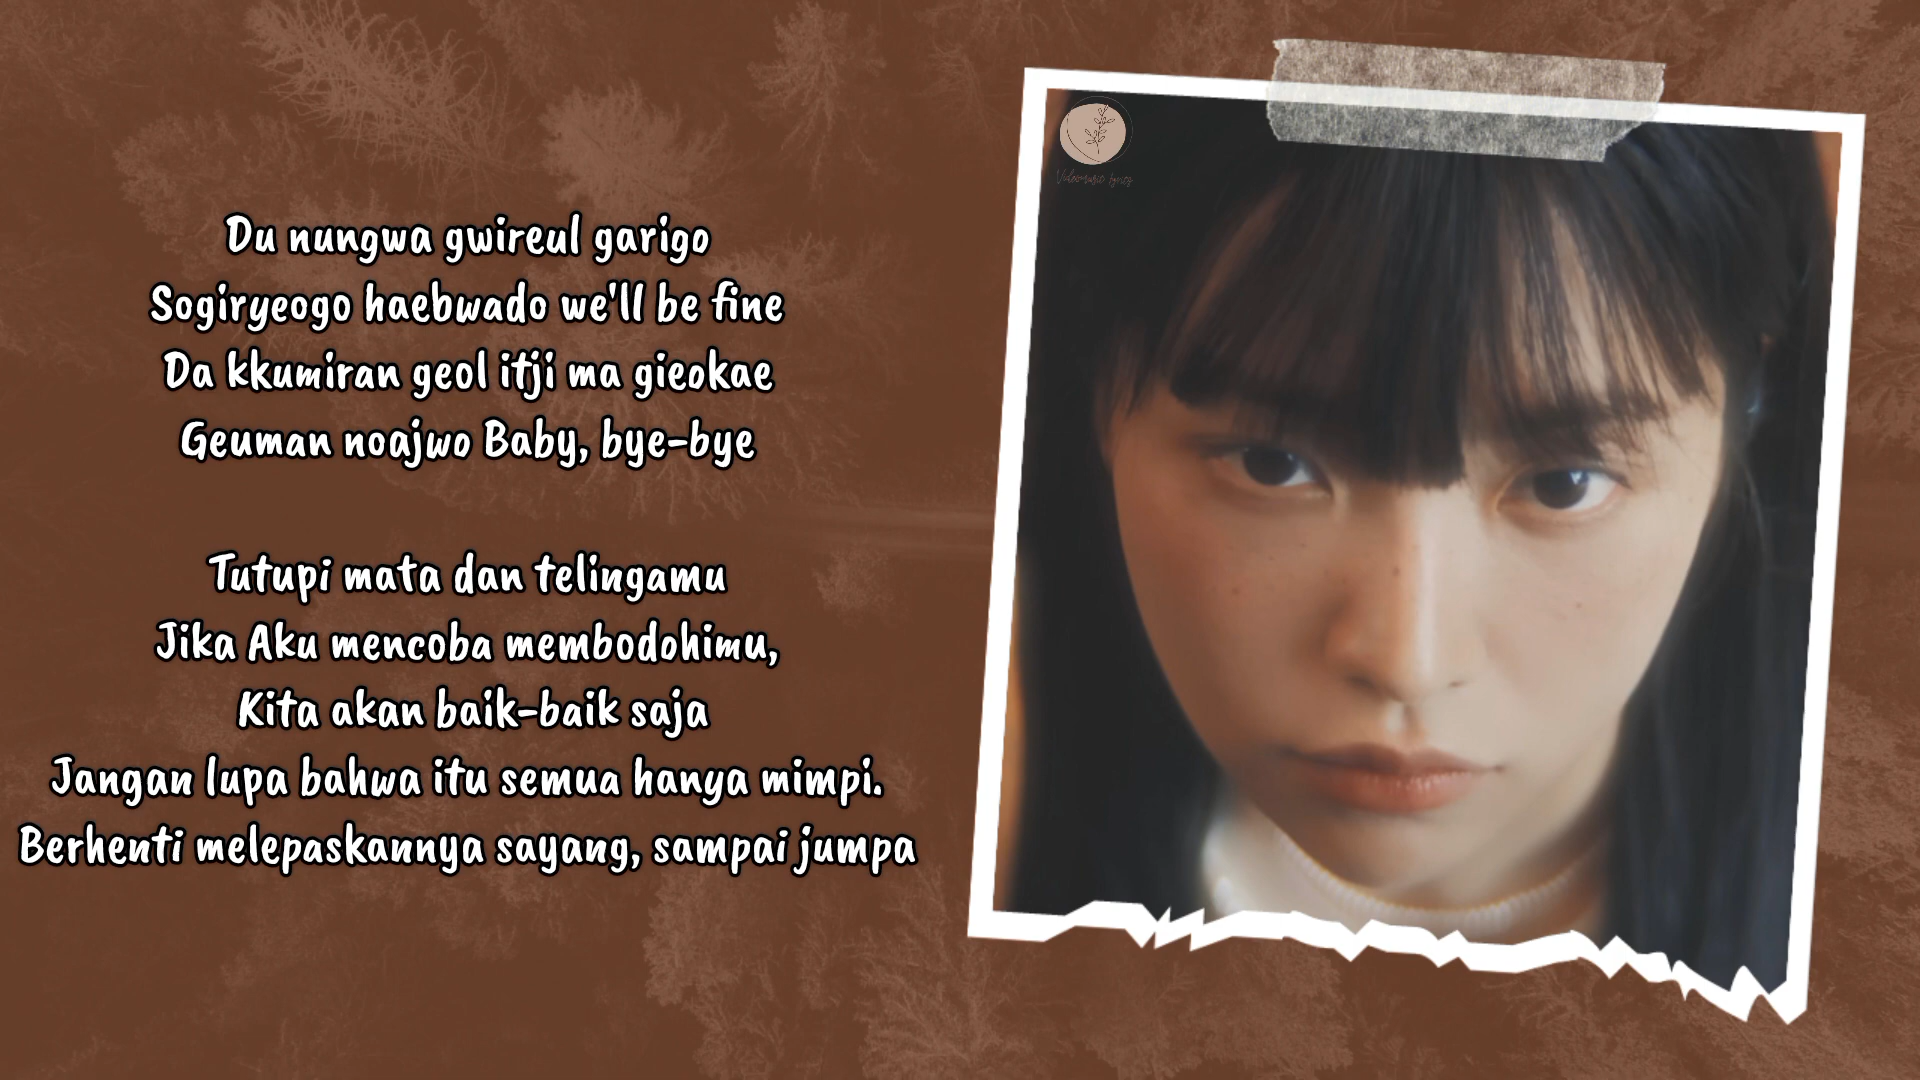 Du nungwa gwireul garigo
Sogiryeogo haebwado we'll be fine
Da kkumiran geol itji ma gieokae
Geuman noajwo Baby, bye-bye
Tutupi mata dan telingamu
Jika Aku mencoba membodohimu,
Kita akan baik-baik saja
Jangan lupa bahwa itu semua hanya mimpi.
Berhenti melepaskannya sayang, sampai jumpa
Videomusic lyrics